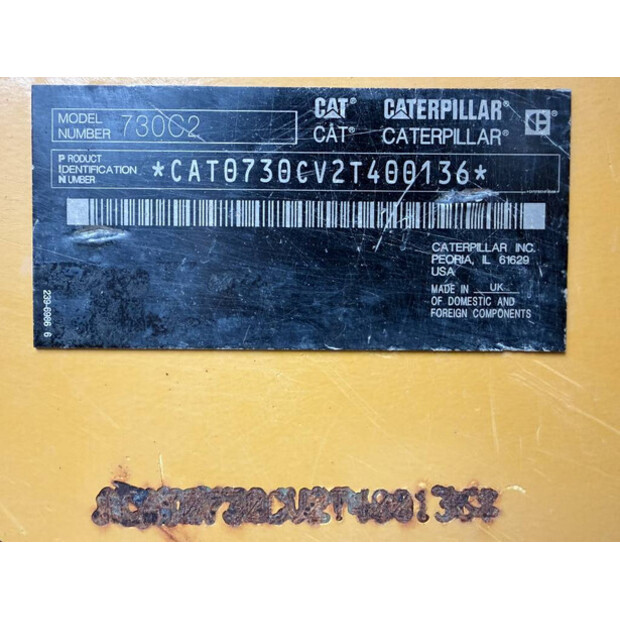 MODEL
NUMBER 730C2
CAT® CATERPILLAR®
CAT® CATERPILLAR®
PRODUCT
IDENTIFICATION
NUMBER
*CAT0730CV2T400136*
CATERPILLAR INC.
PEORIA, IL 61629
USA
MADE IN UK
OF DOMESTIC AND
FOREIGN COMPONENTS
239-6986 6